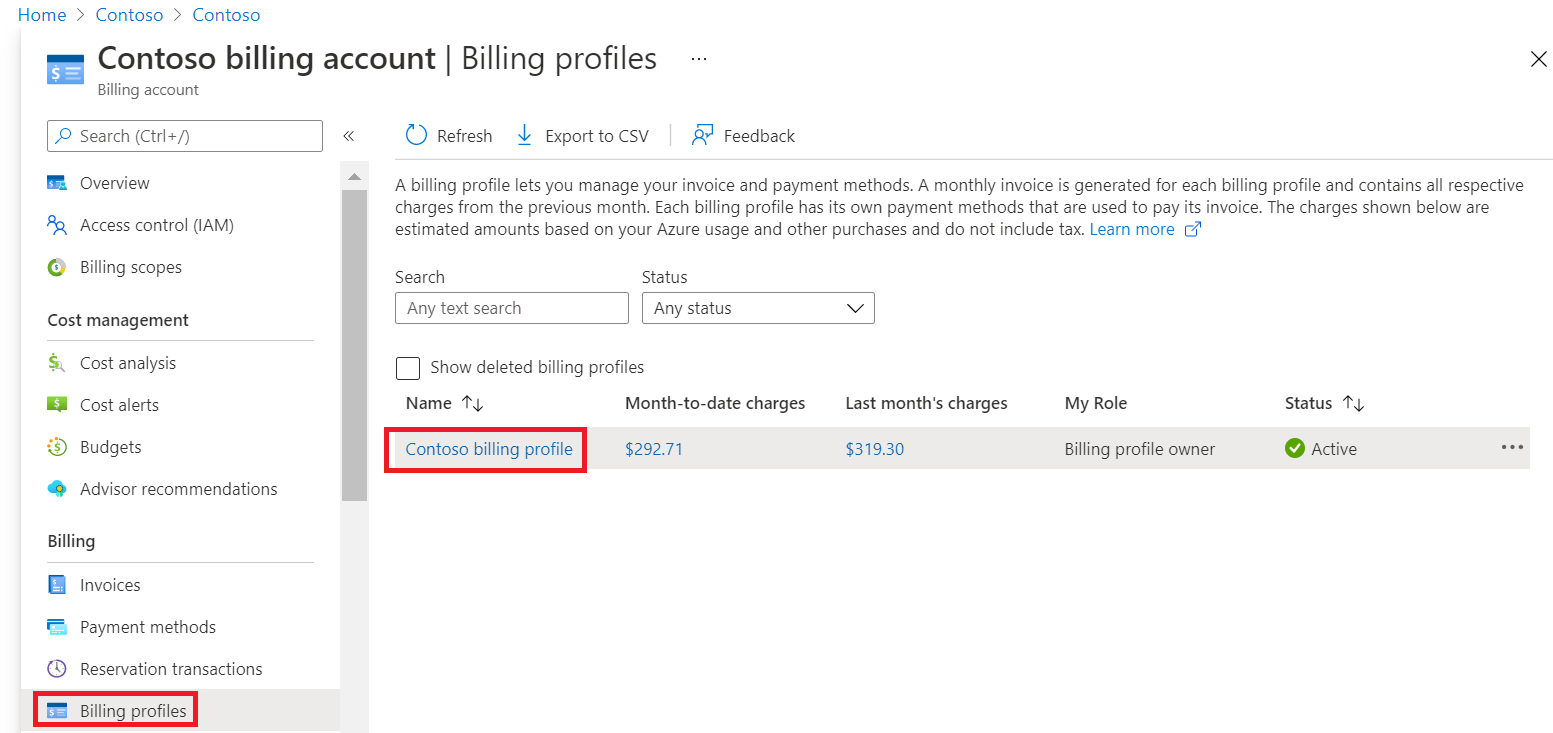 Home > Contoso > Contoso
Contoso billing account | Billing profiles ...
Billing account
Search (Ctrl+/) «
Refresh Export to CSV | Feedback
Overview
Access control (IAM)
Billing scopes
Cost management
Cost analysis
Cost alerts
Budgets
Advisor recommendations
Billing
Invoices
Payment methods
Reservation transactions
Billing profiles
A billing profile lets you manage your invoice and payment methods. A monthly invoice is generated for each billing profile and contains all respective
charges from the previous month. Each billing profile has its own payment methods that are used to pay its invoice. The charges shown below are
estimated amounts based on your Azure usage and other purchases and do not include tax. Learn more
Search Status
Any text search Any status
Show deleted billing profiles
Name ↑↓ Month-to-date charges Last month's charges My Role Status ↑↓
Contoso billing profile $292.71 $319.30 Billing profile owner Active ...